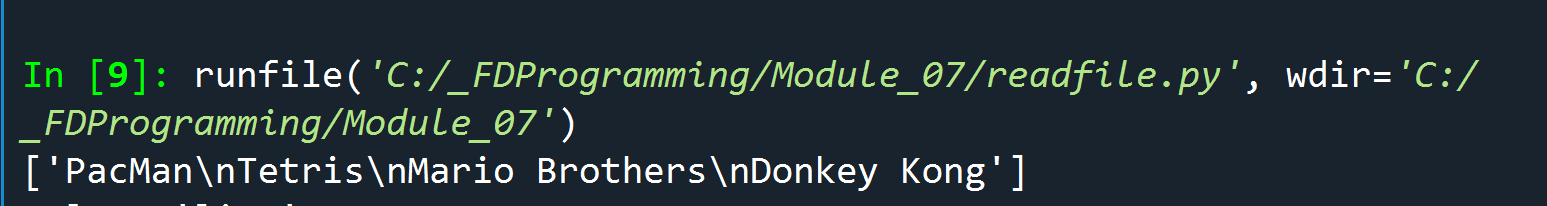 In [9]: runfile('C:/_FDProgramming/Module_07/readfile.py', wdir='C:/
_FDProgramming/Module_07')
['PacMan\nTetris\nMario Brothers\nDonkey Kong']